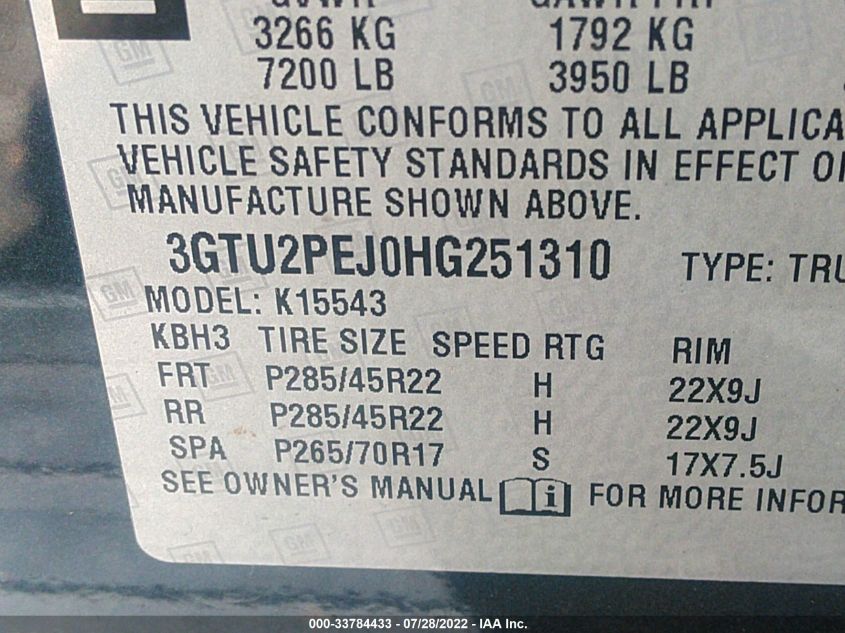 GM
3266 KG 1792 KG
7200 LB 3950 LB
THIS VEHICLE CONFORMS TO ALL APPLICA
VEHICLE SAFETY STANDARDS IN EFFECT
MANUFACTURE SHOWN ABOVE.
3GTU2PEJ0HG251310 TYPE: TRU
MODEL: K15543
KBH3 TIRE SIZE SPEED RTG RIM
FRT P285/45R22 H 22X9J
RR P285/45R22 H 22X9J
SPA P265/70R17 S 17X7.5J
SEE OWNER'S MANUAL i FOR MORE INFOR
000-33784433 - 07/28/2022 - IAA Inc.